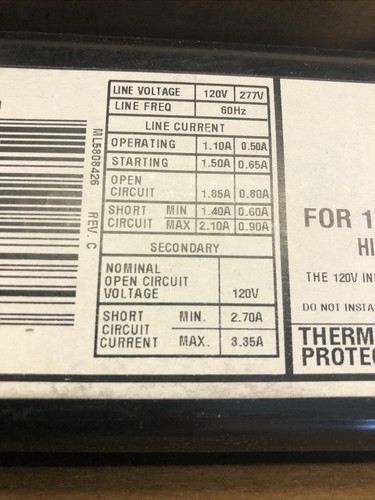 LINE VOLTAGE 120V 277V
LINE FREQ 60Hz
LINE CURRENT
OPERATING 1.10A 0.50A
STARTING 1.50A 0.65A
OPEN
CIRCUIT 1.85A 0.80A
SHORT MIN 1.40A 0.60A
CIRCUIT MAX 2.10A 0.90A
SECONDARY
NOMINAL
OPEN CIRCUIT
VOLTAGE 120V
SHORT MIN. 2.70A
CIRCUIT
CURRENT MAX. 3.35A
ML5808426 REV. C
FOR 1
HI
THE 120V IN
DO NOT INSTA
THERM
PROTEC